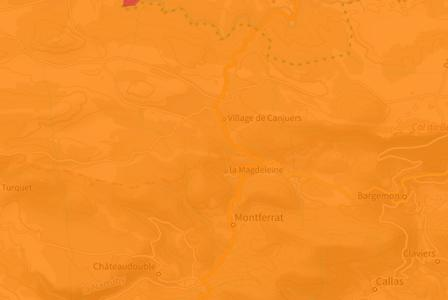 Village de Canjuers
la Magdeleine
Turquet
Bargemon
Montferrat
Claviers
Châteaudouble
Callas